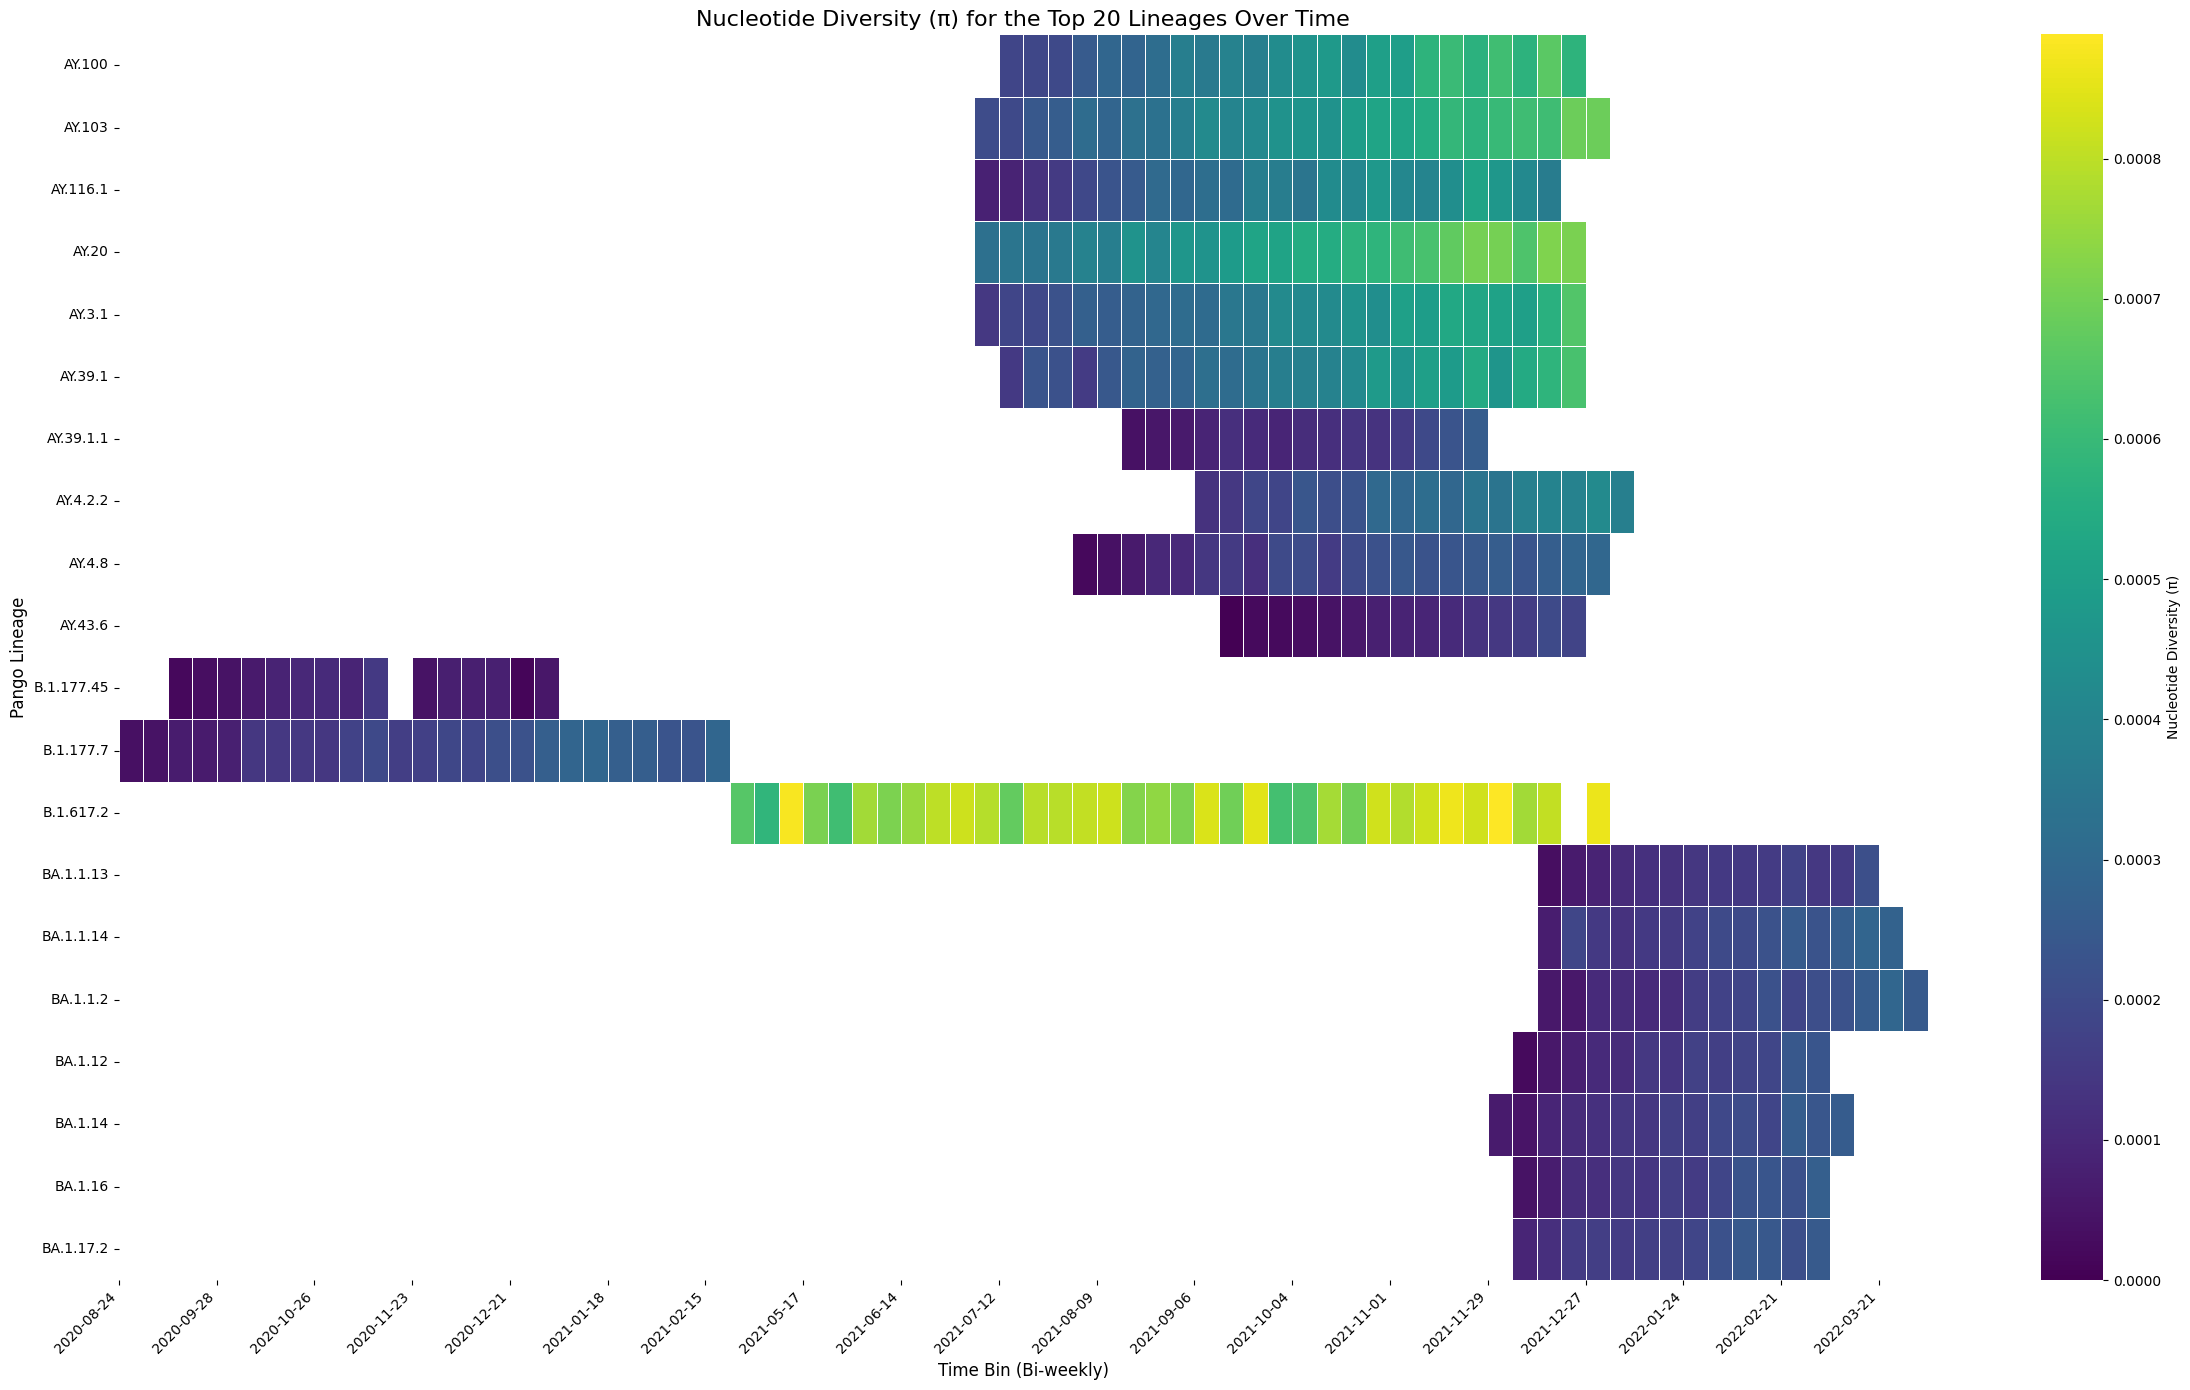 Nucleotide Diversity (π) for the Top 20 Lineages Over Time
Pango Lineage
AY.100
AY.103
AY.116.1
AY.20
AY.3.1
AY.39.1
AY.39.1.1
AY.4.2.2
AY.4.8
AY.43.6
B.1.177.45
B.1.177.7
B.1.617.2
BA.1.1.13
BA.1.1.14
BA.1.1.2
BA.1.12
BA.1.14
BA.1.16
BA.1.17.2
2020-08-24
2020-09-28
2020-10-26
2020-11-23
2020-12-21
2021-01-18
2021-02-15
2021-05-17
2021-06-14
2021-07-12
2021-08-09
2021-09-06
2021-10-04
2021-11-01
2021-11-29
2021-12-27
2022-01-24
2022-02-21
2022-03-21
Time Bin (Bi-weekly)
0.0008
0.0007
0.0006
0.0005
0.0004
0.0003
0.0002
0.0001
0.0000
Nucleotide Diversity (π)